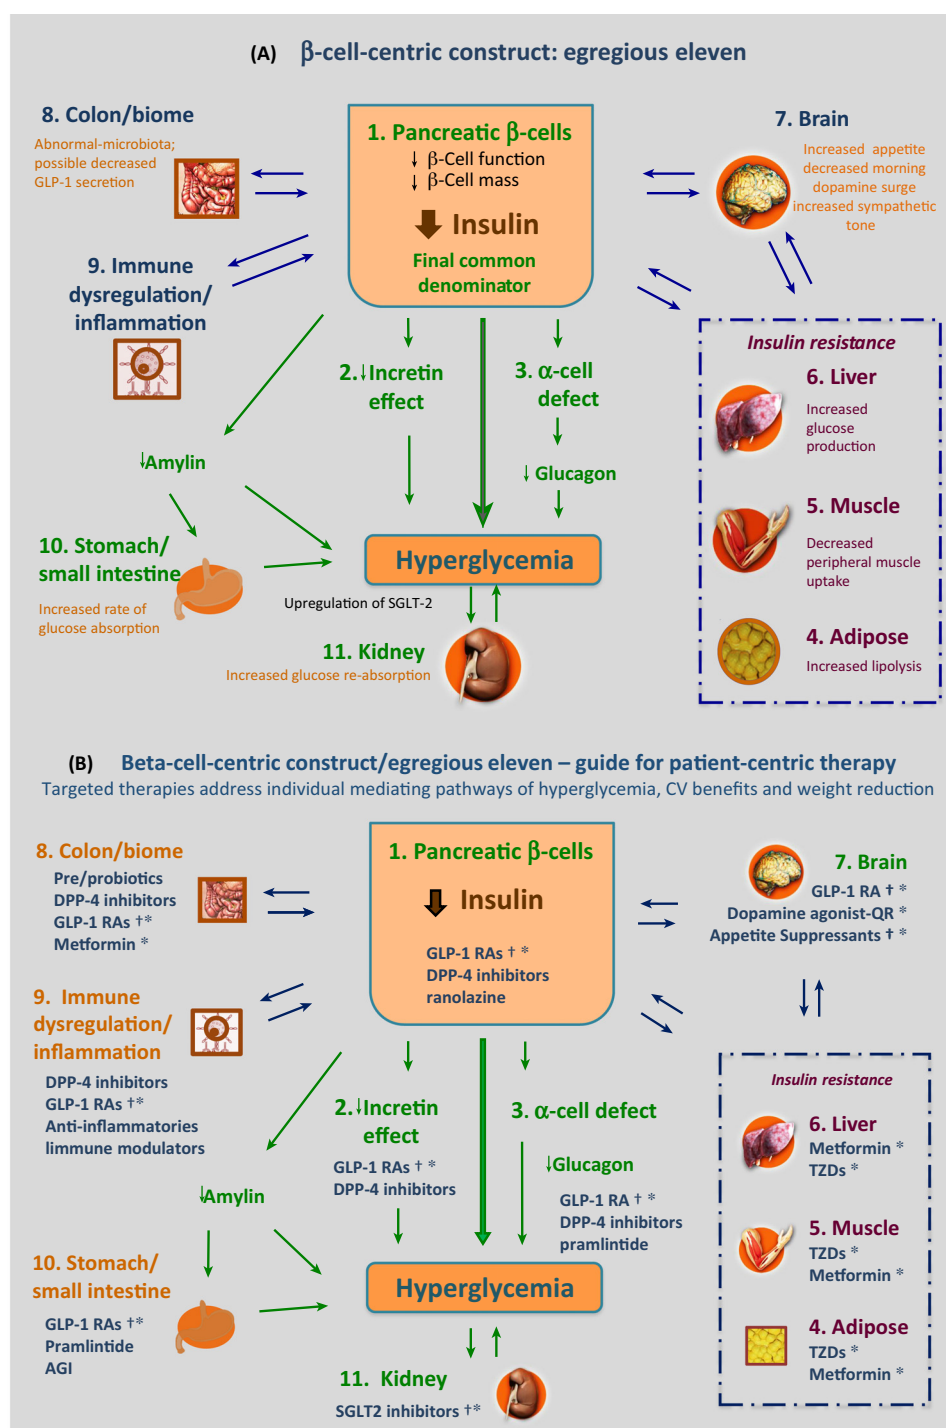 (A) β-cell-centric construct: egregious eleven
8. Colon/biome
Abnormal-microbiota;
possible decreased
GLP-1 secretion
1. Pancreatic β-cells
↓ β-Cell function
↓ β-Cell mass
Insulin
Final common
denominator
7. Brain
Increased appetite
decreased morning
dopamine surge
increased sympathetic
tone
9. Immune
dysregulation/
inflammation
2.↓Incretin
effect
3. α-cell
defect
↓Amylin
↓ Glucagon
Insulin resistance
6. Liver
Increased
glucose
production
5. Muscle
Decreased
peripheral muscle
uptake
4. Adipose
Increased lipolysis
10. Stomach/
small intestine
Increased rate of
glucose absorption
Hyperglycemia
Upregulation of SGLT-2
11. Kidney
Increased glucose re-absorption
(B) Beta-cell-centric construct/egregious eleven – guide for patient-centric therapy
Targeted therapies address individual mediating pathways of hyperglycemia, CV benefits and weight reduction
8. Colon/biome
Pre/probiotics
DPP-4 inhibitors
GLP-1 RAs †*
Metformin *
1. Pancreatic β-cells
Insulin
GLP-1 RAs † *
DPP-4 inhibitors
ranolazine
7. Brain
GLP-1 RA † *
Dopamine agonist-QR *
Appetite Suppressants † *
9. Immune
dysregulation/
inflammation
DPP-4 inhibitors
GLP-1 RAs †*
Anti-inflammatories
limmune modulators
2.↓Incretin
effect
GLP-1 RAs † *
DPP-4 inhibitors
3. α-cell defect
↓Glucagon
GLP-1 RA † *
DPP-4 inhibitors
pramlintide
↓Amylin
Insulin resistance
6. Liver
Metformin *
TZDs *
5. Muscle
TZDs *
Metformin *
4. Adipose
TZDs *
Metformin *
10. Stomach/
small intestine
GLP-1 RAs †*
Pramlintide
AGI
Hyperglycemia
11. Kidney
SGLT2 inhibitors †*